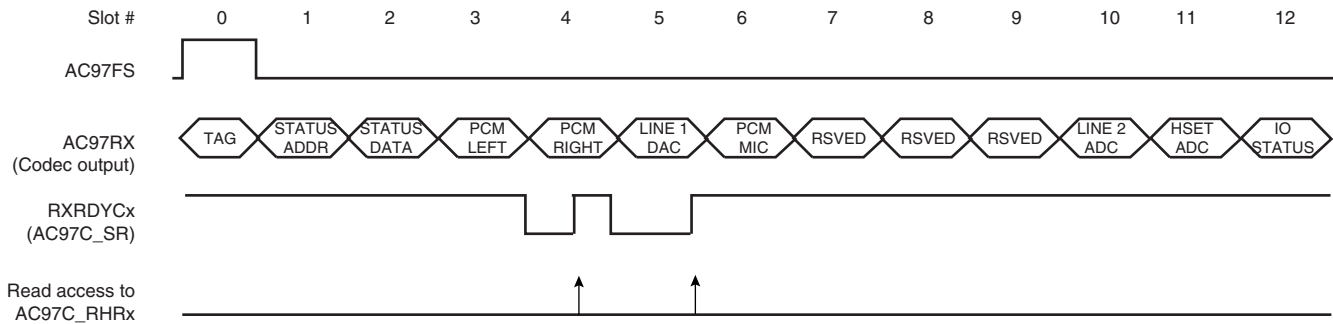 Slot # 0 1 2 3 4 5 6 7 8 9 10 11 12
AC97FS
AC97RX
(Codec output)
TAG
STATUS
ADDR
STATUS
DATA
PCM
LEFT
PCM
RIGHT
LINE 1
DAC
PCM
MIC
RSVED
RSVED
RSVED
LINE 2
ADC
HSET
ADC
IO
STATUS
RXRDYCx
(AC97C_SR)
Read access to
AC97C_RHRx